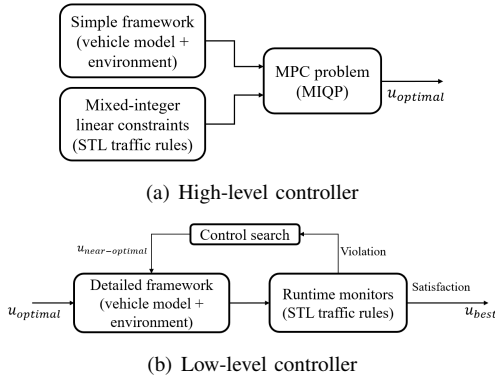 Simple framework
(vehicle model +
environment)
Mixed-integer
linear constraints
(STL traffic rules)
MPC problem
(MIQP)
u_optimal
(a) High-level controller
Control search
u_near−optimal
Violation
Detailed framework
(vehicle model +
environment)
Runtime monitors
(STL traffic rules)
Satisfaction
u_optimal
u_best
(b) Low-level controller